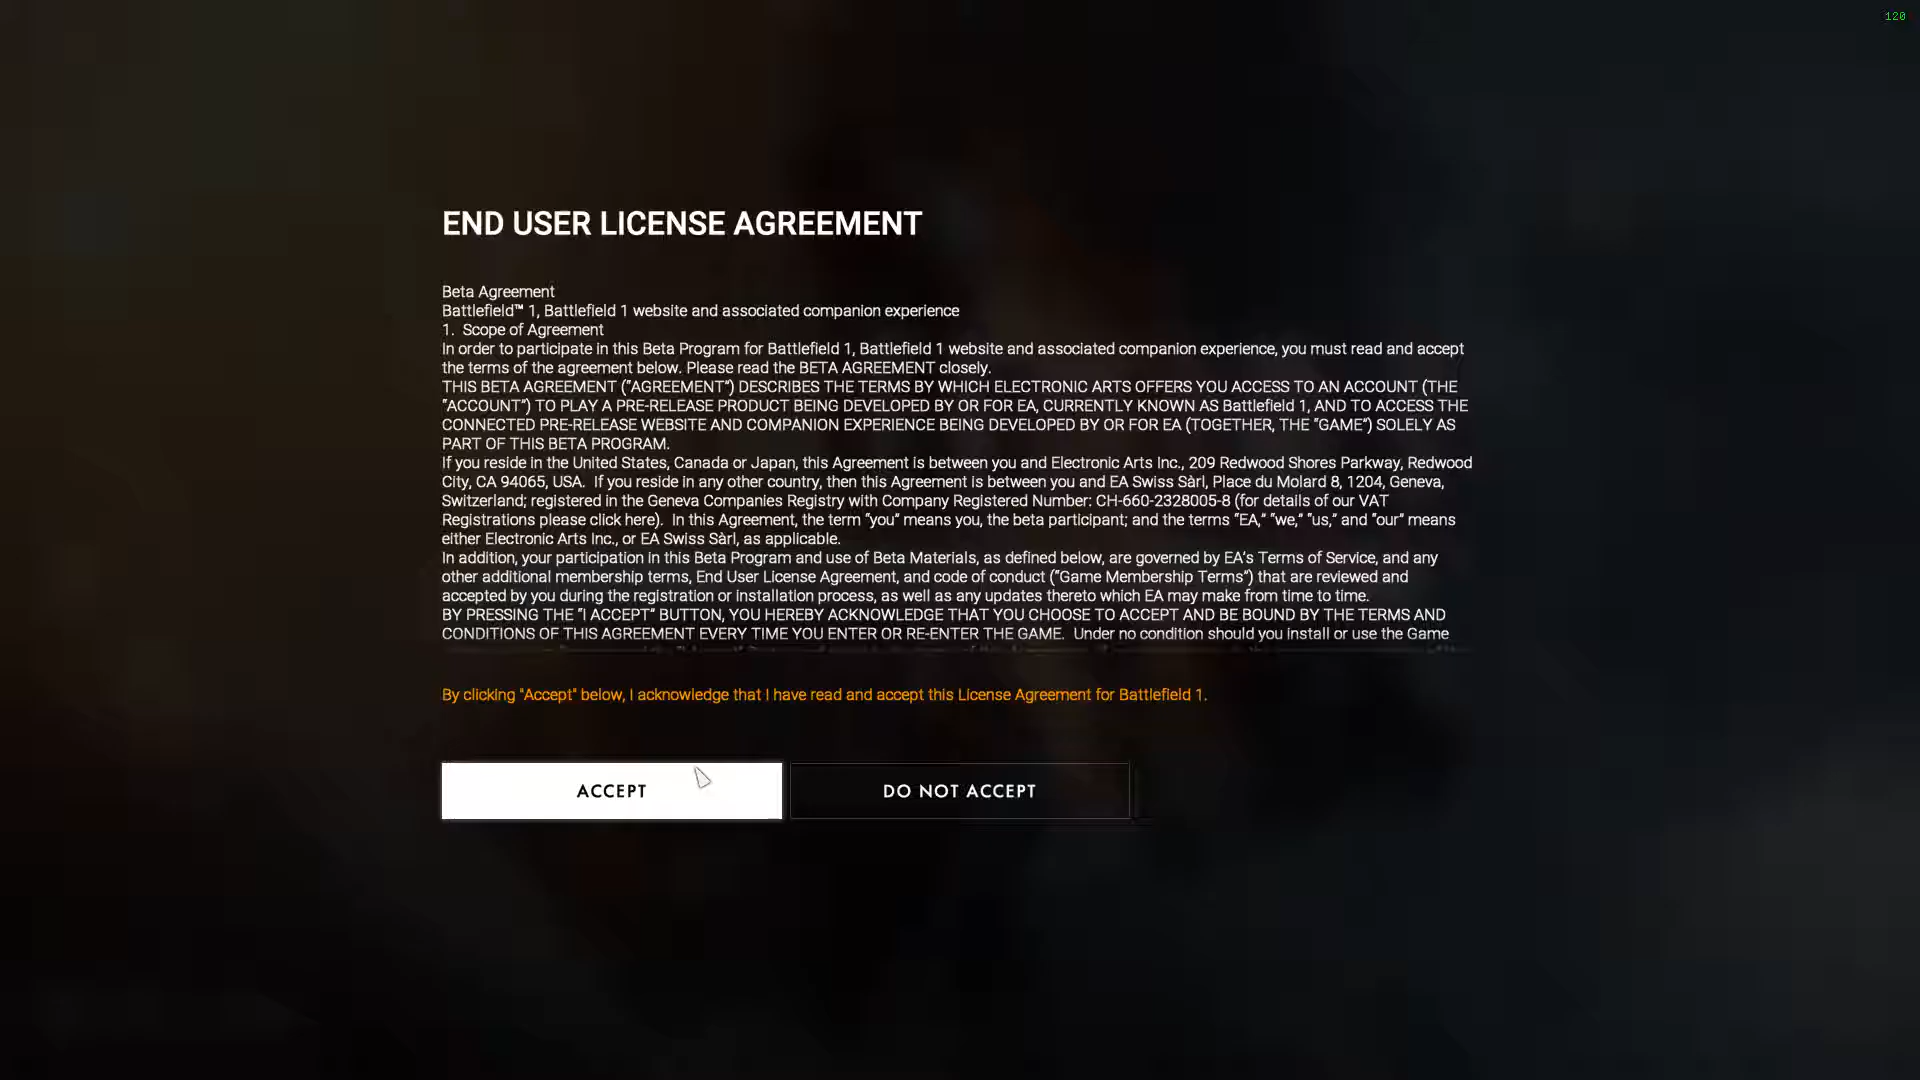 120
END USER LICENSE AGREEMENT
Beta Agreement
Battlefield™ 1, Battlefield 1 website and associated companion experience
1.  Scope of Agreement
In order to participate in this Beta Program for Battlefield 1, Battlefield 1 website and associated companion experience, you must read and accept
the terms of the agreement below. Please read the BETA AGREEMENT closely.
THIS BETA AGREEMENT ("AGREEMENT") DESCRIBES THE TERMS BY WHICH ELECTRONIC ARTS OFFERS YOU ACCESS TO AN ACCOUNT (THE
"ACCOUNT") TO PLAY A PRE-RELEASE PRODUCT BEING DEVELOPED BY OR FOR EA, CURRENTLY KNOWN AS Battlefield 1, AND TO ACCESS THE
CONNECTED PRE-RELEASE WEBSITE AND COMPANION EXPERIENCE BEING DEVELOPED BY OR FOR EA (TOGETHER, THE "GAME") SOLELY AS
PART OF THIS BETA PROGRAM.
If you reside in the United States, Canada or Japan, this Agreement is between you and Electronic Arts Inc., 209 Redwood Shores Parkway, Redwood
City, CA 94065, USA.  If you reside in any other country, then this Agreement is between you and EA Swiss Sàrl, Place du Molard 8, 1204, Geneva,
Switzerland; registered in the Geneva Companies Registry with Company Registered Number: CH-660-2328005-8 (for details of our VAT
Registrations please click here).  In this Agreement, the term "you" means you, the beta participant; and the terms "EA," "we," "us," and "our" means
either Electronic Arts Inc., or EA Swiss Sàrl, as applicable.
In addition, your participation in this Beta Program and use of Beta Materials, as defined below, are governed by EA's Terms of Service, and any
other additional membership terms, End User License Agreement, and code of conduct ("Game Membership Terms") that are reviewed and
accepted by you during the registration or installation process, as well as any updates thereto which EA may make from time to time.
BY PRESSING THE "I ACCEPT" BUTTON, YOU HEREBY ACKNOWLEDGE THAT YOU CHOOSE TO ACCEPT AND BE BOUND BY THE TERMS AND
CONDITIONS OF THIS AGREEMENT EVERY TIME YOU ENTER OR RE-ENTER THE GAME.  Under no condition should you install or use the Game
By clicking "Accept" below, I acknowledge that I have read and accept this License Agreement for Battlefield 1.
ACCEPT
DO NOT ACCEPT